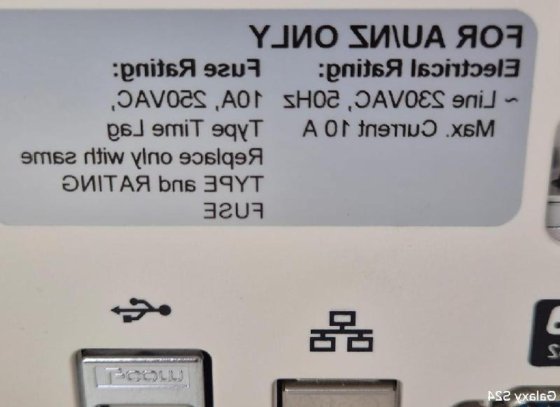 FOR AU/NZ ONLY
Electrical Rating:
~ Line 230VAC, 50Hz
Max. Current 10 A
Fuse Rating:
10A, 250VAC,
Type Time Lag
Replace only with same
TYPE and RATING
FUSE
Galaxy S24